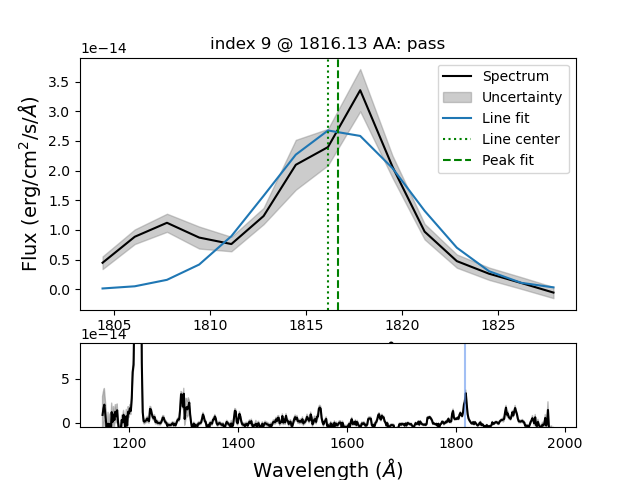 index 9 @ 1816.13 AA: pass
1e−14
Flux (erg/cm²/s/Å)
3.5
3.0
2.5
2.0
1.5
1.0
0.5
0.0
Spectrum
Uncertainty
Line fit
Line center
Peak fit
1805 1810 1815 1820 1825
1e−14
5
0
1200 1400 1600 1800 2000
Wavelength (Å)